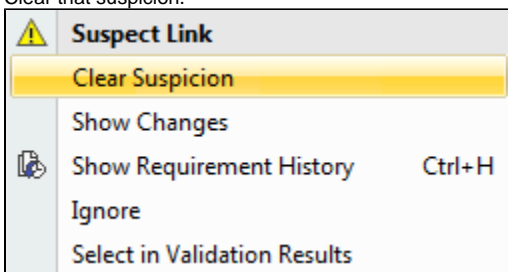 Clear that suspicion.
Suspect Link
Clear Suspicion
Show Changes
Show Requirement History Ctrl+H
Ignore
Select in Validation Results